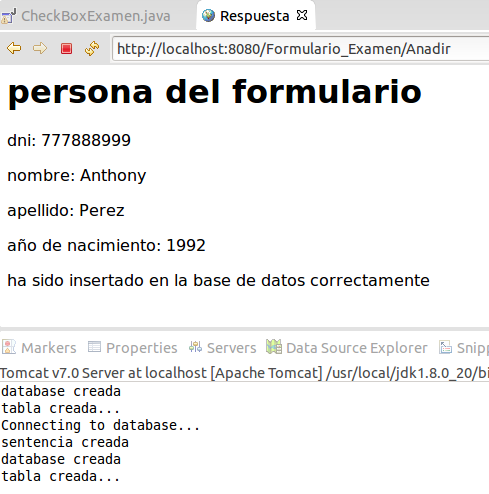 CheckBoxExamen.java
Respuesta
http://localhost:8080/Formulario_Examen/Anadir
persona del formulario
dni: 777888999
nombre: Anthony
apellido: Perez
año de nacimiento: 1992
ha sido insertado en la base de datos correctamente
Markers Properties Servers Data Source Explorer Snipp
Tomcat v7.0 Server at localhost [Apache Tomcat] /usr/local/jdk1.8.0_20/bi
database creada
tabla creada...
Connecting to database...
sentencia creada
database creada
tabla creada...